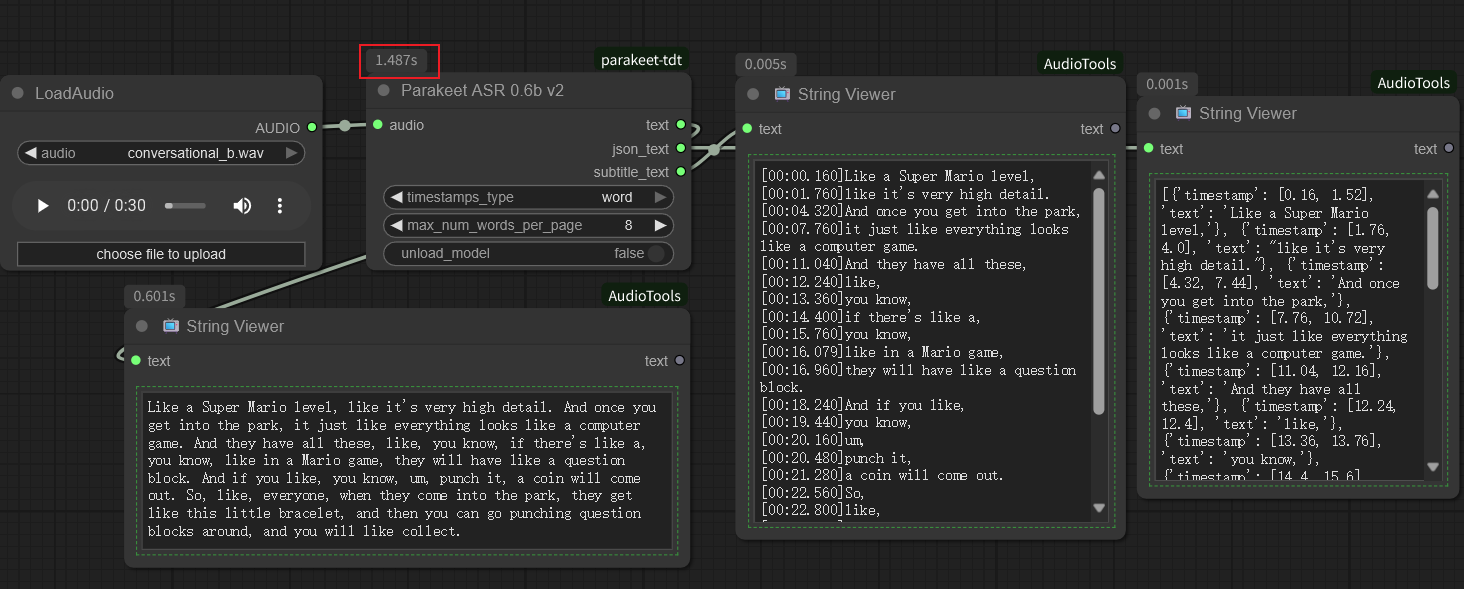 LoadAudio
AUDIO
audio conversational_b.wav
0:00 / 0:30
choose file to upload
1.487s
parakeet-tdt
Parakeet ASR 0.6b v2
audio text
json_text
subtitle_text
timestamps_type word
max_num_words_per_page 8
unload_model false
0.601s
AudioTools
String Viewer
text text
Like a Super Mario level, like it's very high detail. And once you
get into the park, it just like everything looks like a computer
game. And they have all these, like, you know, if there's like a,
you know, like in a Mario game, they will have like a question
block. And if you like, you know, um, punch it, a coin will come
out. So, like, everyone, when they come into the park, they get
like this little bracelet, and then you can go punching question
blocks around, and you will like collect.
0.005s
AudioTools
String Viewer
text text
[00:00.160]Like a Super Mario level,
[00:01.760]like it's very high detail.
[00:04.320]And once you get into the park,
[00:07.760]it just like everything looks
like a computer game.
[00:11.040]And they have all these,
[00:12.240]like,
[00:13.360]you know,
[00:14.400]if there's like a,
[00:15.760]you know,
[00:16.079]like in a Mario game,
[00:16.960]they will have like a question
block.
[00:18.240]And if you like,
[00:19.440]you know,
[00:20.160]um,
[00:20.480]punch it,
[00:21.280]a coin will come out.
[00:22.560]So,
[00:22.800]like,
0.001s
AudioTools
String Viewer
text text
[{'timestamp': [0.16, 1.52],
'text': 'Like a Super Mario
level,'}, {'timestamp': [1.76,
4.0], 'text': "like it's very
high detail."}, {'timestamp':
[4.32, 7.44], 'text': 'And once
you get into the park,'},
{'timestamp': [7.76, 10.72],
'text': 'it just like everything
looks like a computer game.'},
{'timestamp': [11.04, 12.16],
'text': 'And they have all
these,'}, {'timestamp': [12.24,
12.4], 'text': 'like,'},
{'timestamp': [13.36, 13.76],
'text': 'you know,'},
{'timestamp': [14.4, 15.6],